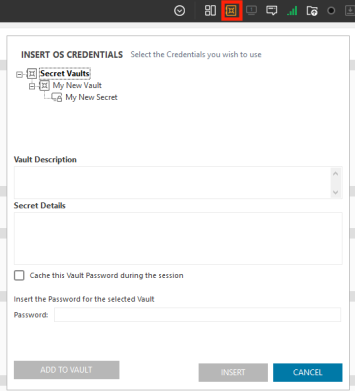 INSERT OS CREDENTIALS Select the Credentials you wish to use
Secret Vaults
My New Vault
My New Secret
Vault Description
Secret Details
Cache this Vault Password during the session
Insert the Password for the selected Vault
Password:
ADD TO VAULT INSERT CANCEL